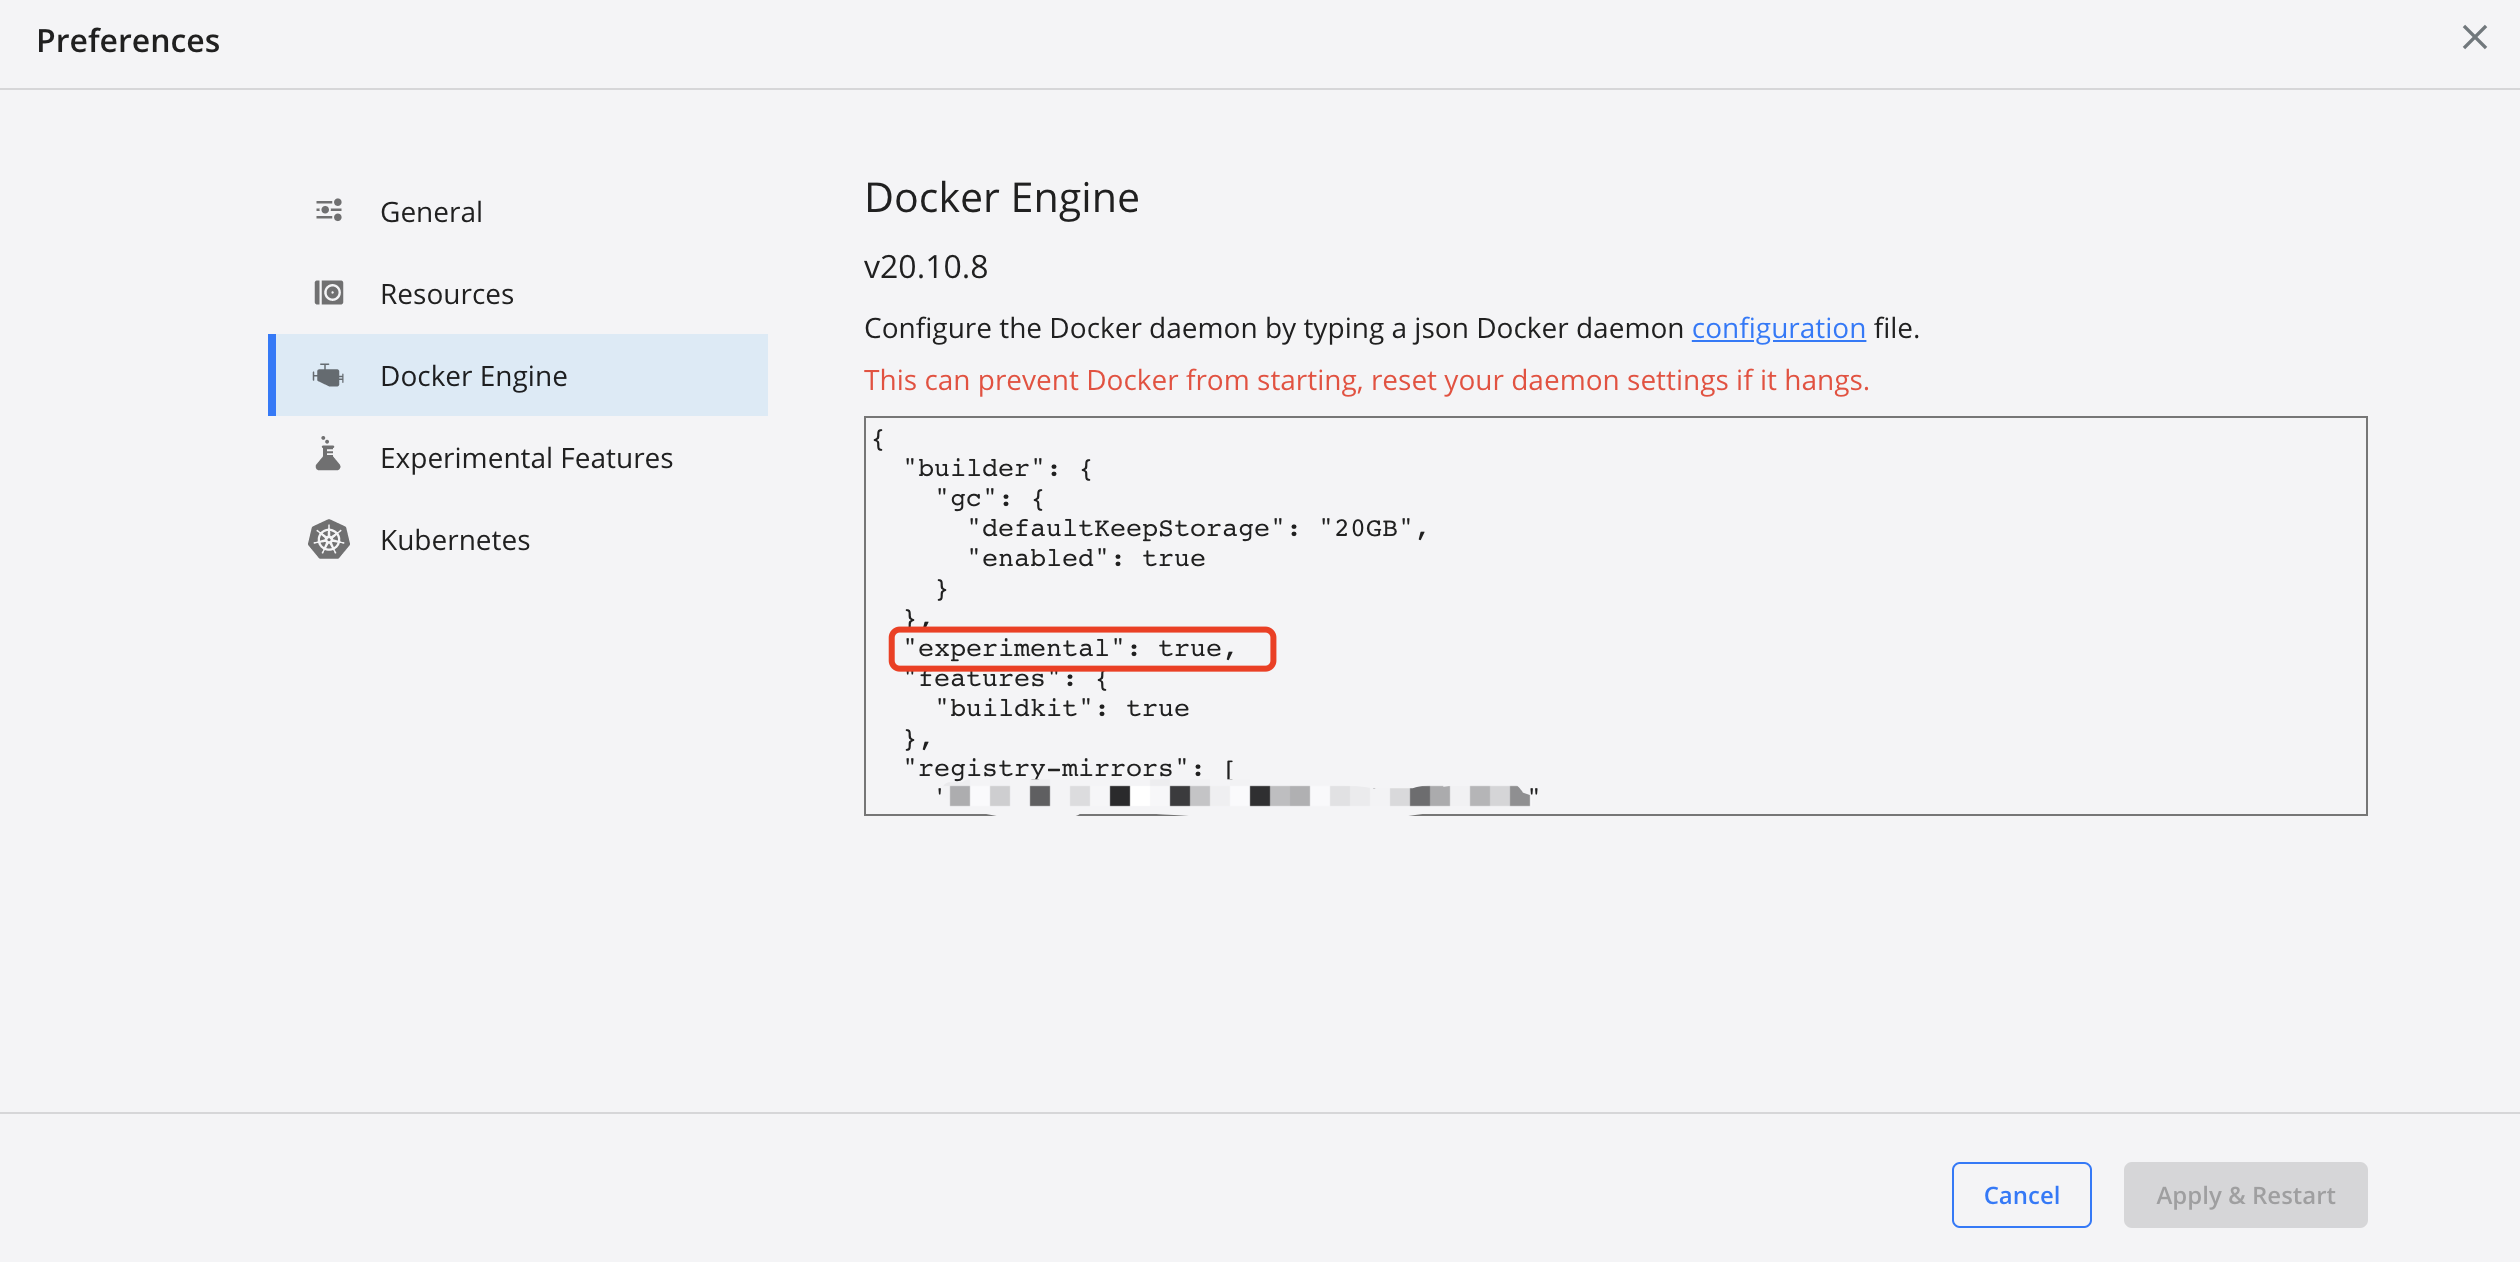 Preferences
General
Resources
Docker Engine
Experimental Features
Kubernetes
Docker Engine
v20.10.8
Configure the Docker daemon by typing a json Docker daemon configuration file.
This can prevent Docker from starting, reset your daemon settings if it hangs.
{
  "builder": {
    "gc": {
      "defaultKeepStorage": "20GB",
      "enabled": true
    }
  },
  "experimental": true,
  "features": {
    "buildkit": true
  },
  "registry-mirrors": [
Cancel
Apply & Restart